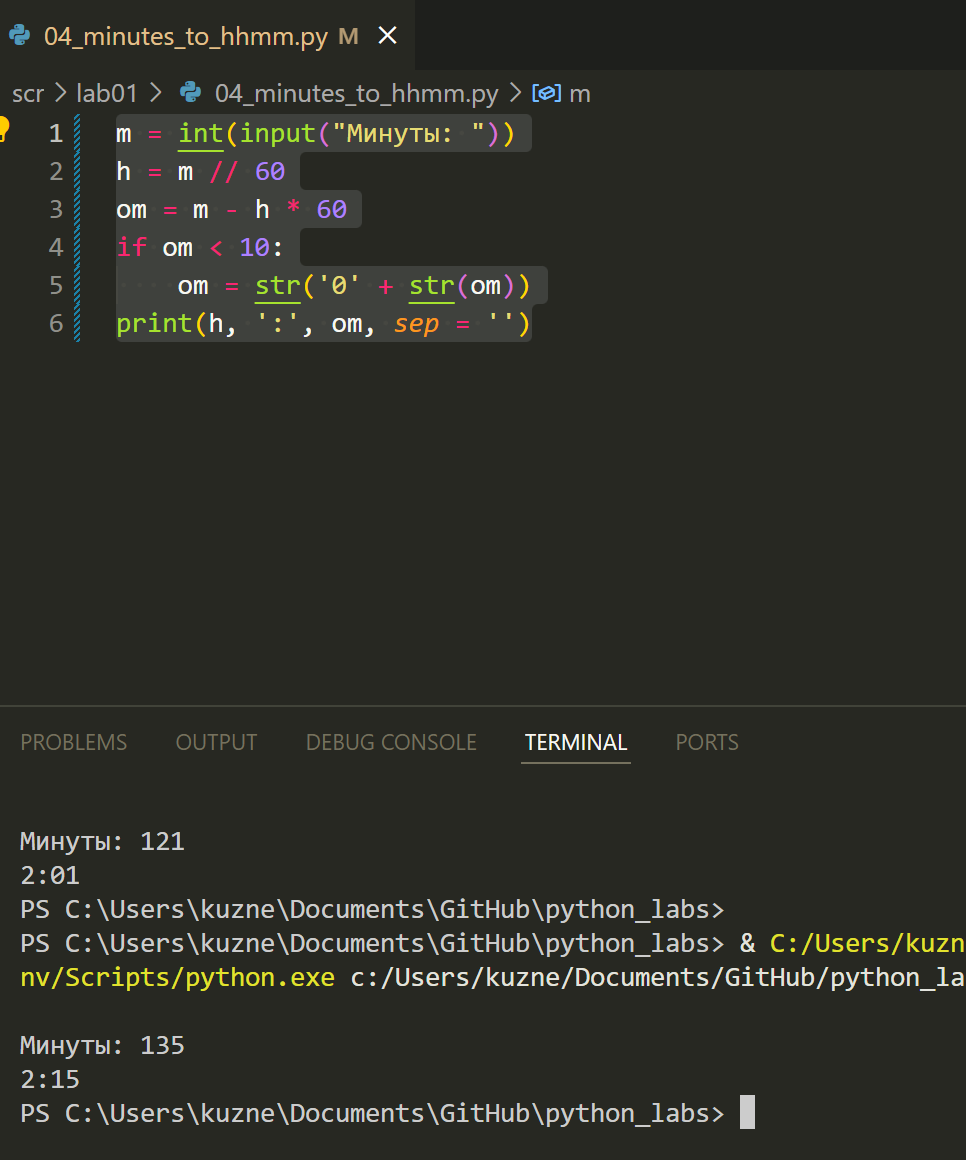 04_minutes_to_hhmm.py M
scr > lab01 > 04_minutes_to_hhmm.py > m
1 m = int(input("Минуты: "))
2 h = m // 60
3 om = m - h * 60
4 if om < 10:
5     om = str('0' + str(om))
6 print(h, ':', om, sep = '')
PROBLEMS OUTPUT DEBUG CONSOLE TERMINAL PORTS
Минуты: 121
2:01
PS C:\Users\kuzne\Documents\GitHub\python_labs>
PS C:\Users\kuzne\Documents\GitHub\python_labs> & C:/Users/kuzn
nv/Scripts/python.exe c:/Users/kuzne/Documents/GitHub/python_la
Минуты: 135
2:15
PS C:\Users\kuzne\Documents\GitHub\python_labs>